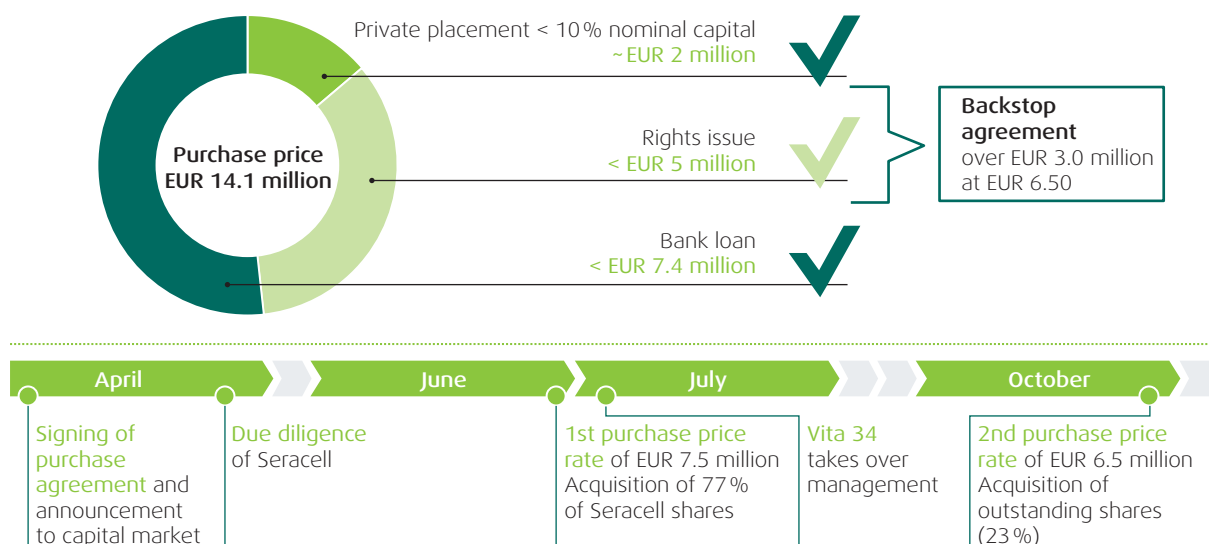 Private placement < 10 % nominal capital
~ EUR 2 million
Purchase price
EUR 14.1 million
Rights issue
< EUR 5 million
Backstop
agreement
over EUR 3.0 million
at EUR 6.50
Bank loan
< EUR 7.4 million
April
June
July
October
Signing of
purchase
agreement and
announcement
to capital market
Due diligence
of Seracell
1st purchase price
rate of EUR 7.5 million
Acquisition of 77 %
of Seracell shares
Vita 34
takes over
management
2nd purchase price
rate of EUR 6.5 million
Acquisition of
outstanding shares
(23 %)